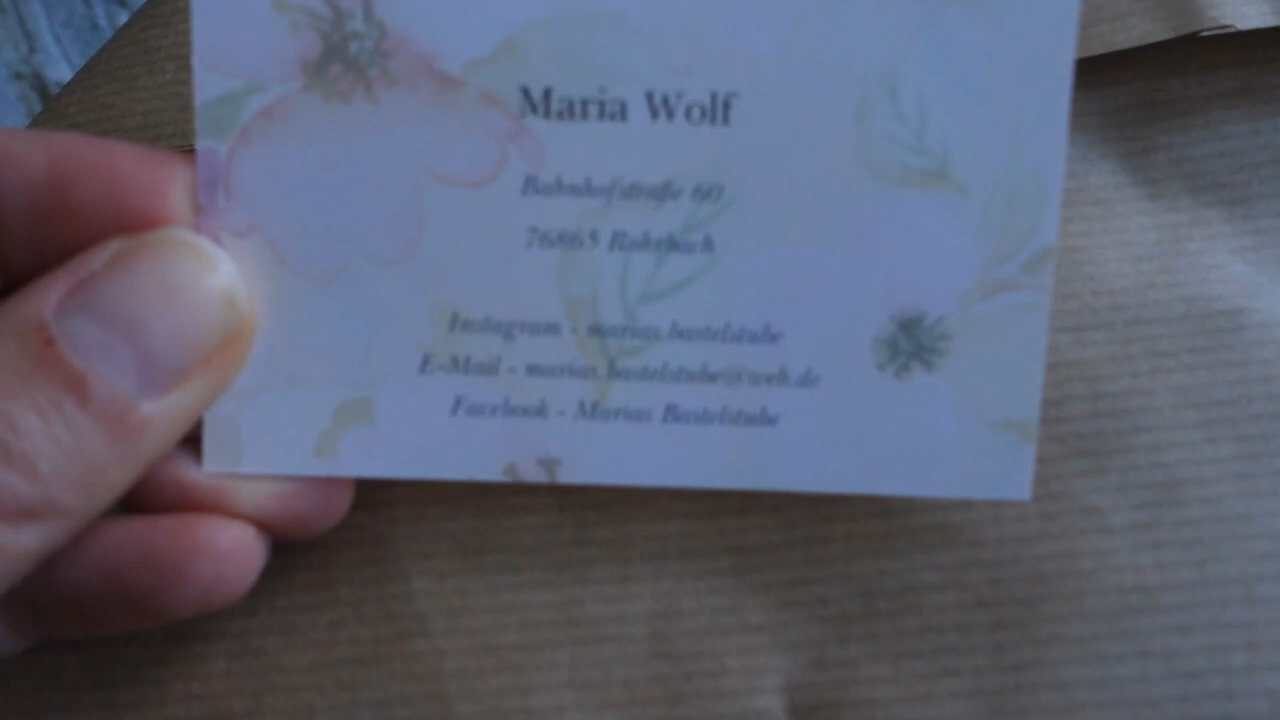 Maria Wolf
Bahnhofstraße 60
76865 Rohrbach
Instagram - marias.bastelstube
E-Mail - marias.bastelstube@web.de
Facebook - Marias Bastelstube